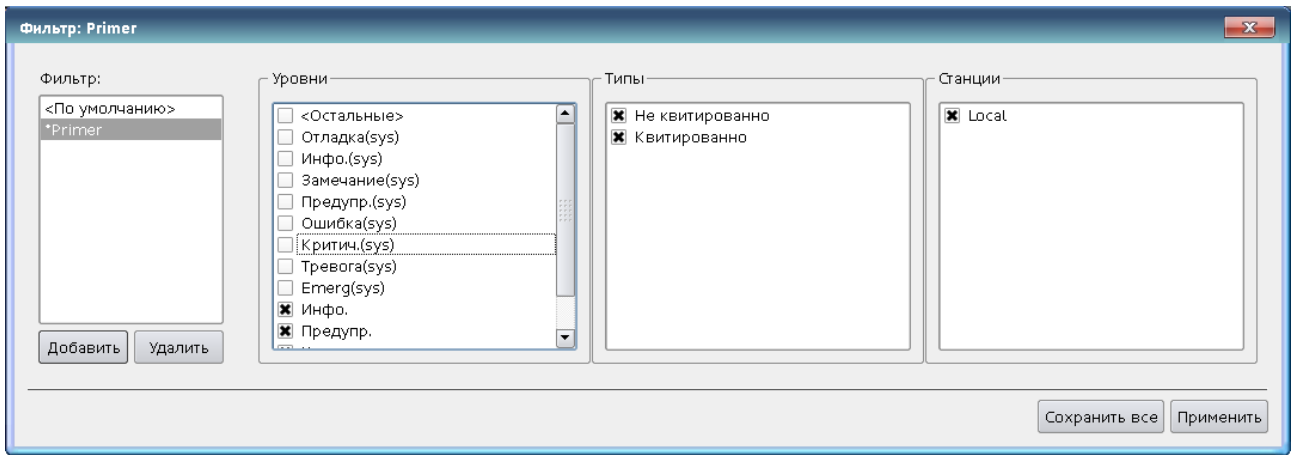 Фильтр: Primer
Фильтр:
<По умолчанию>
*Primer
Добавить
Удалить
Уровни
<Остальные>
Отладка(sys)
Инфо.(sys)
Замечание(sys)
Предупр.(sys)
Ошибка(sys)
Критич.(sys)
Тревога(sys)
Emerg(sys)
Инфо.
Предупр.
Типы
Не квитированно
Квитированно
Станции
Local
Сохранить все
Применить